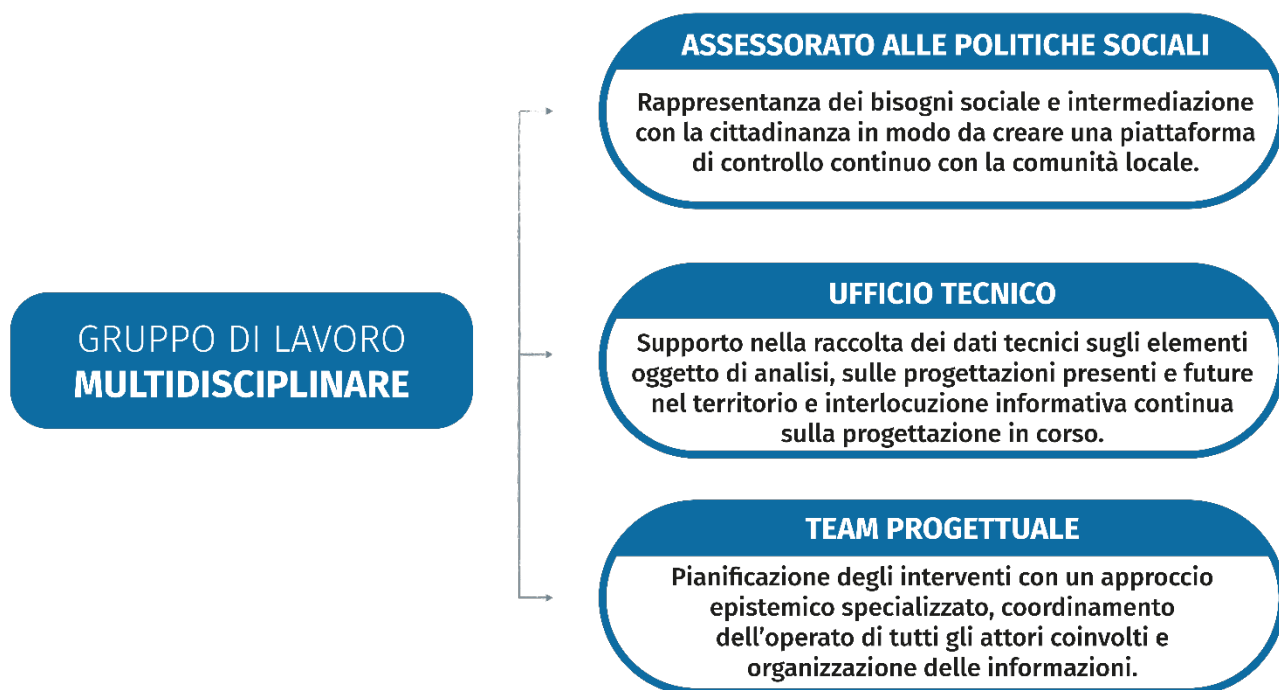 GRUPPO DI LAVORO
MULTIDISCIPLINARE
ASSESSORATO ALLE POLITICHE SOCIALI
Rappresentanza dei bisogni sociale e intermediazione
con la cittadinanza in modo da creare una piattaforma
di controllo continuo con la comunità locale.
UFFICIO TECNICO
Supporto nella raccolta dei dati tecnici sugli elementi
oggetto di analisi, sulle progettazioni presenti e future
nel territorio e interlocuzione informativa continua
sulla progettazione in corso.
TEAM PROGETTUALE
Pianificazione degli interventi con un approccio
epistemico specializzato, coordinamento
dell'operato di tutti gli attori coinvolti e
organizzazione delle informazioni.